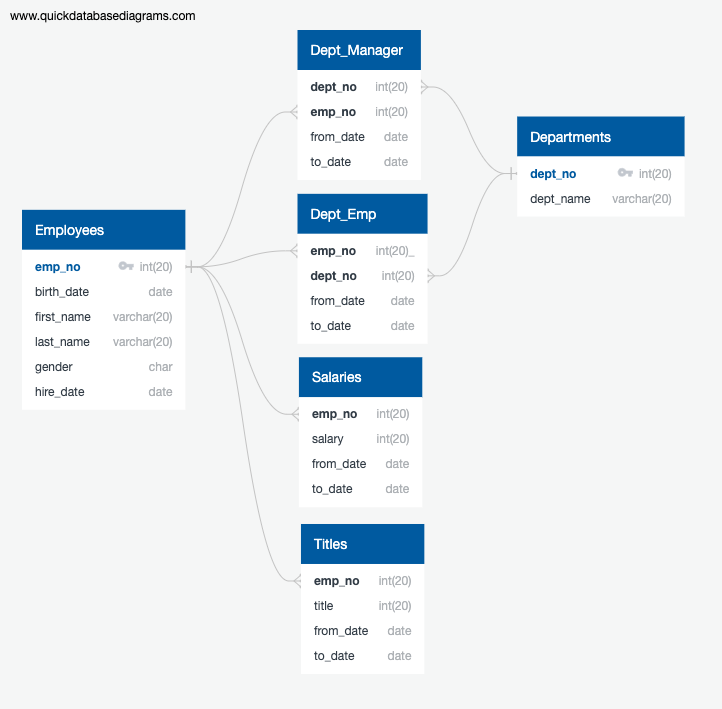 www.quickdatabasediagrams.com
Dept_Manager
dept_no int(20)
emp_no int(20)
from_date date
to_date date
Departments
dept_no int(20)
dept_name varchar(20)
Dept_Emp
emp_no int(20)_
dept_no int(20)
from_date date
to_date date
Employees
emp_no int(20)
birth_date date
first_name varchar(20)
last_name varchar(20)
gender char
hire_date date
Salaries
emp_no int(20)
salary int(20)
from_date date
to_date date
Titles
emp_no int(20)
title int(20)
from_date date
to_date date